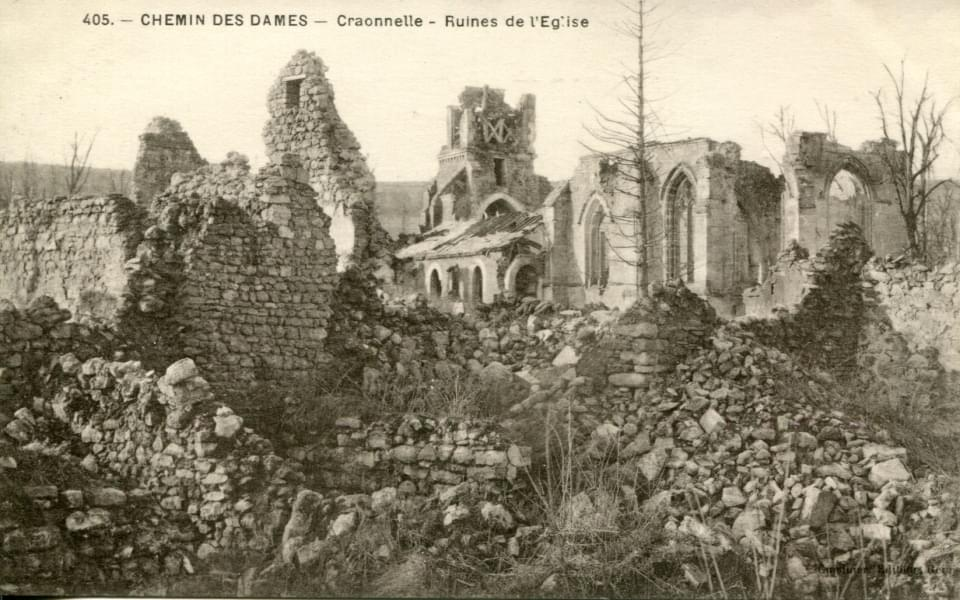 405. — CHEMIN DES DAMES — Craonnelle - Ruines de l'Eglise